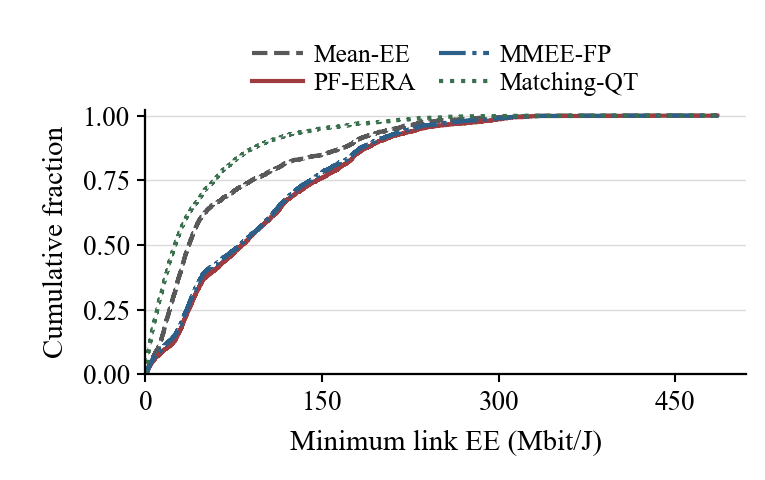 Mean-EE
MMEE-FP
PF-EERA
Matching-QT
1.00
0.75
0.50
0.25
0.00
Cumulative fraction
0
150
300
450
Minimum link EE (Mbit/J)